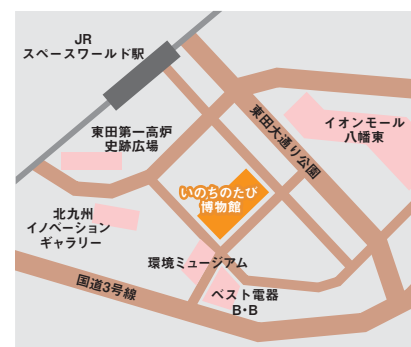 JR
スペースワールド駅
東田第一高炉
史跡広場
東田大通り公園
イオンモール
八幡東
いのちのたび
博物館
北九州
イノベーション
ギャラリー
環境ミュージアム
国道3号線
ベスト電器
B・B